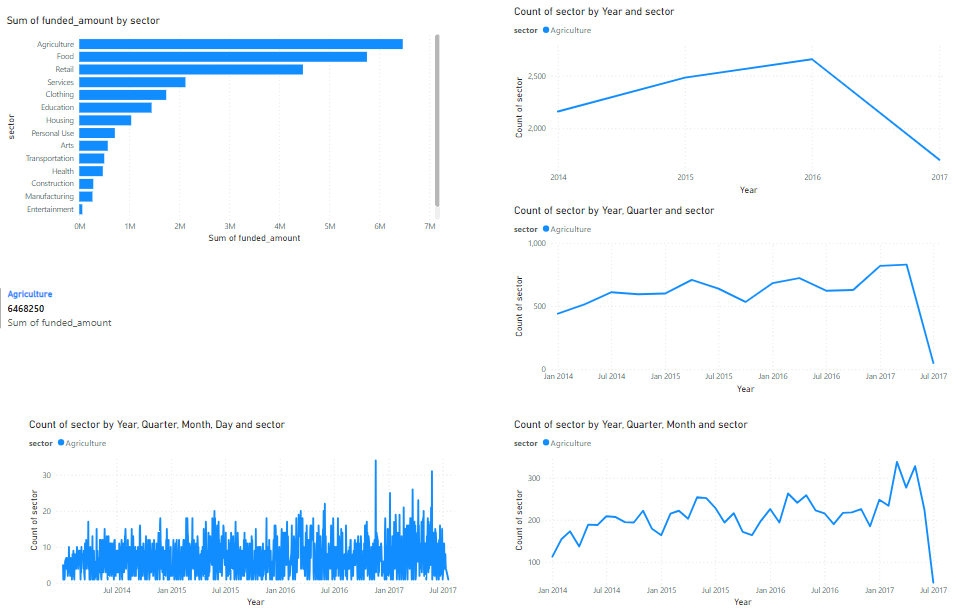 Sum of funded_amount by sector
sector
Agriculture
Food
Retail
Services
Clothing
Education
Housing
Personal Use
Arts
Transportation
Health
Construction
Manufacturing
Entertainment
0M 1M 2M 3M 4M 5M 6M 7M
Sum of funded_amount
Agriculture
6468250
Sum of funded_amount
Count of sector by Year and sector
sector Agriculture
Count of sector
2,500
2,000
2014 2015 2016 2017
Year
Count of sector by Year, Quarter and sector
sector Agriculture
Count of sector
1,000
500
0
Jan 2014 Jul 2014 Jan 2015 Jul 2015 Jan 2016 Jul 2016 Jan 2017 Jul 2017
Year
Count of sector by Year, Quarter, Month, Day and sector
sector Agriculture
Count of sector
30
20
10
0
Jul 2014 Jan 2015 Jul 2015 Jan 2016 Jul 2016 Jan 2017 Jul 2017
Year
Count of sector by Year, Quarter, Month and sector
sector Agriculture
Count of sector
300
200
100
Jan 2014 Jul 2014 Jan 2015 Jul 2015 Jan 2016 Jul 2016 Jan 2017 Jul 2017
Year